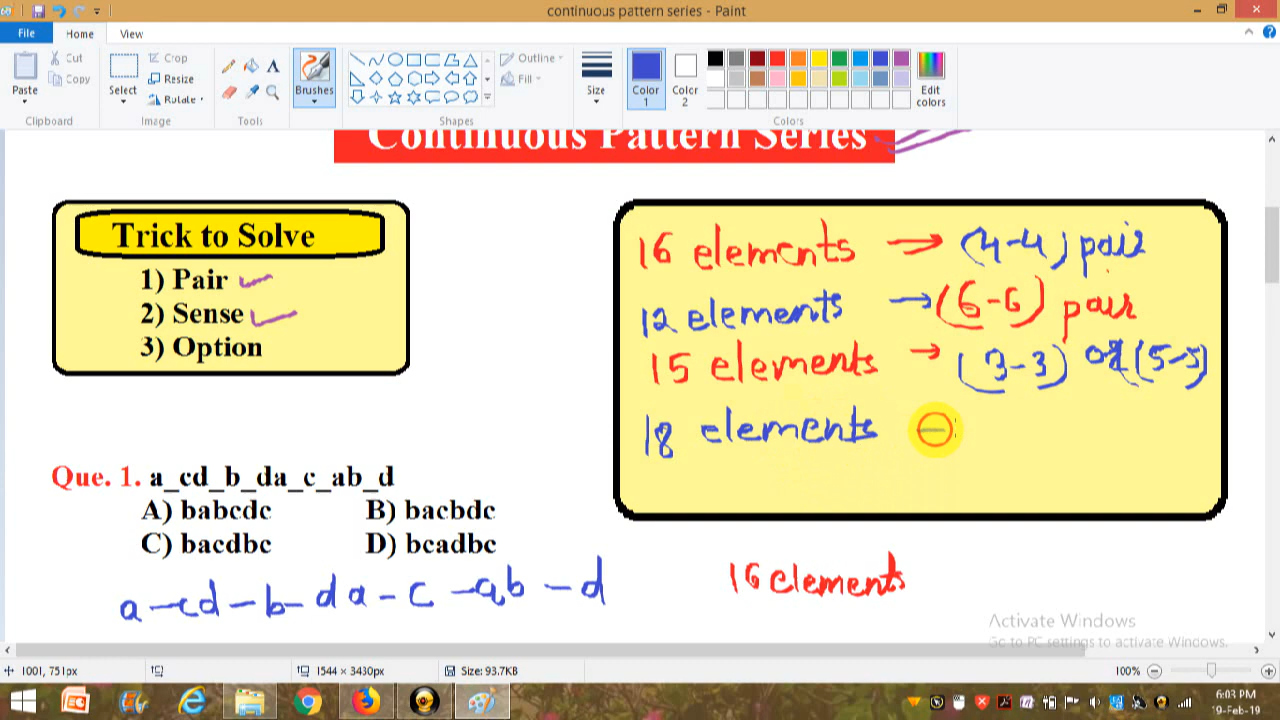 continuous pattern series - Paint
File Home View
Cut
Copy
Paste
Crop
Resize
Rotate
Select
Brushes
Outline
Fill
Size
Color 1
Color 2
Edit colors
Clipboard Image Tools Shapes Colors
Continuous Pattern Series
Trick to Solve
1) Pair
2) Sense
3) Option
16 elements → (4-4) pair
12 elements → (6-6) pair
15 elements → (3-3) or (5-5)
18 elements
Que. 1. a_cd_b_da_c_ab_d
A) babcdc B) bacbdc
C) bacdbc D) bcadbc
a-cd-b-da-c-ab-d
16 elements
Activate Windows
Go to PC settings to activate Windows.
1001, 751px 1544 × 3430px Size: 93.7KB 100%
6:03 PM
19-Feb-19